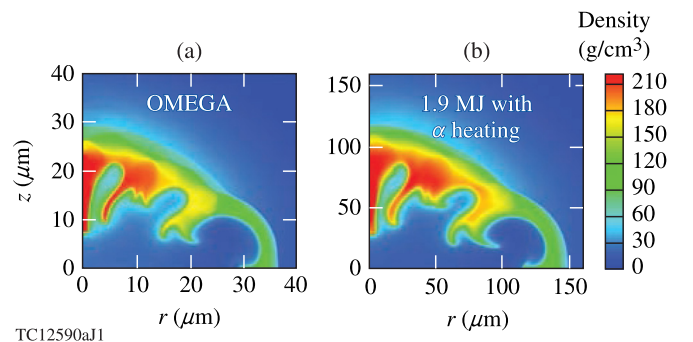 Density
(g/cm³)
(a)
(b)
OMEGA
1.9 MJ with
α heating
z (μm)
40
30
20
10
0
0 10 20 30 40
r (μm)
150
100
50
0
0 50 100 150
r (μm)
210
180
150
120
90
60
30
0
TC12590aJ1